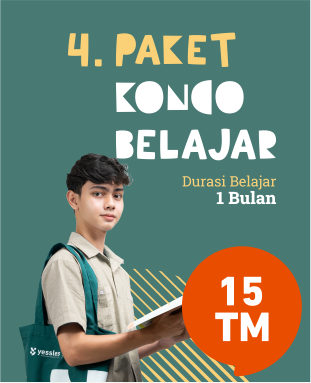 4. PAKET
KONCO
BELAJAR
Durasi Belajar
1 Bulan
15
TM